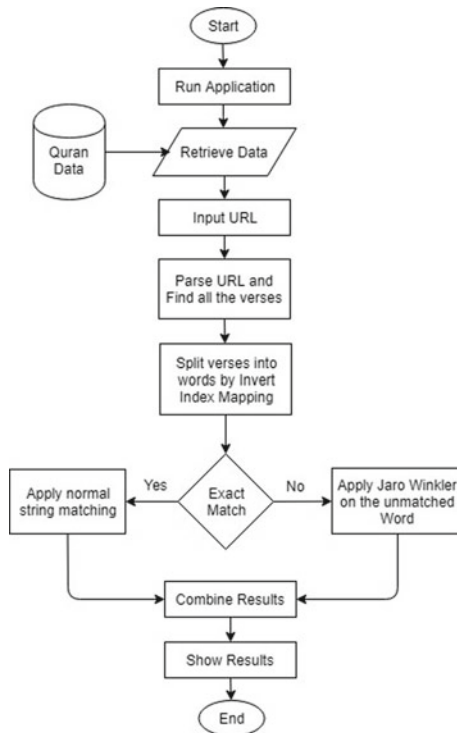 Start
Run Application
Quran
Data
Retrieve Data
Input URL
Parse URL and
Find all the verses
Split verses into
words by Invert
Index Mapping
Yes
No
Apply normal
string matching
Exact
Match
Apply Jaro Winkler
on the unmatched
Word
Combine Results
Show Results
End